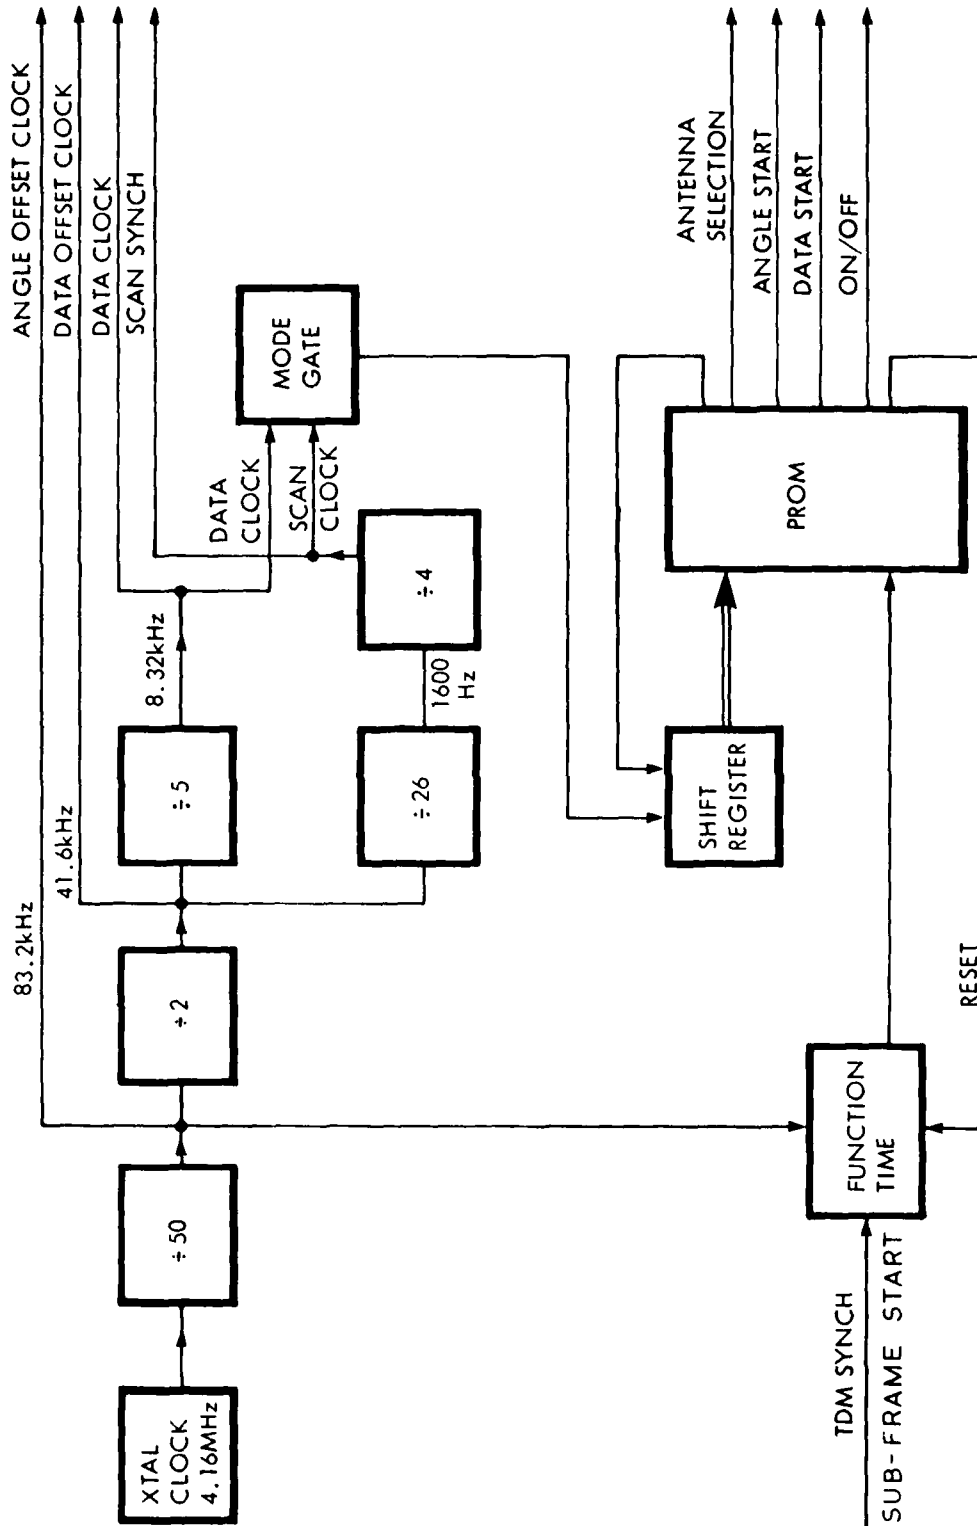 ANGLE OFFSET CLOCK
DATA OFFSET CLOCK
DATA CLOCK
SCAN SYNCH
83.2kHz
41.6kHz
8.32kHz
XTAL
CLOCK
4.16MHz
÷50
÷2
÷5
÷26
1600
Hz
÷4
DATA
CLOCK
SCAN
CLOCK
MODE
GATE
ANTENNA
SELECTION
ANGLE START
DATA START
ON/OFF
SHIFT
REGISTER
PROM
TDM SYNCH
SUB-FRAME START
FUNCTION
TIME
RESET